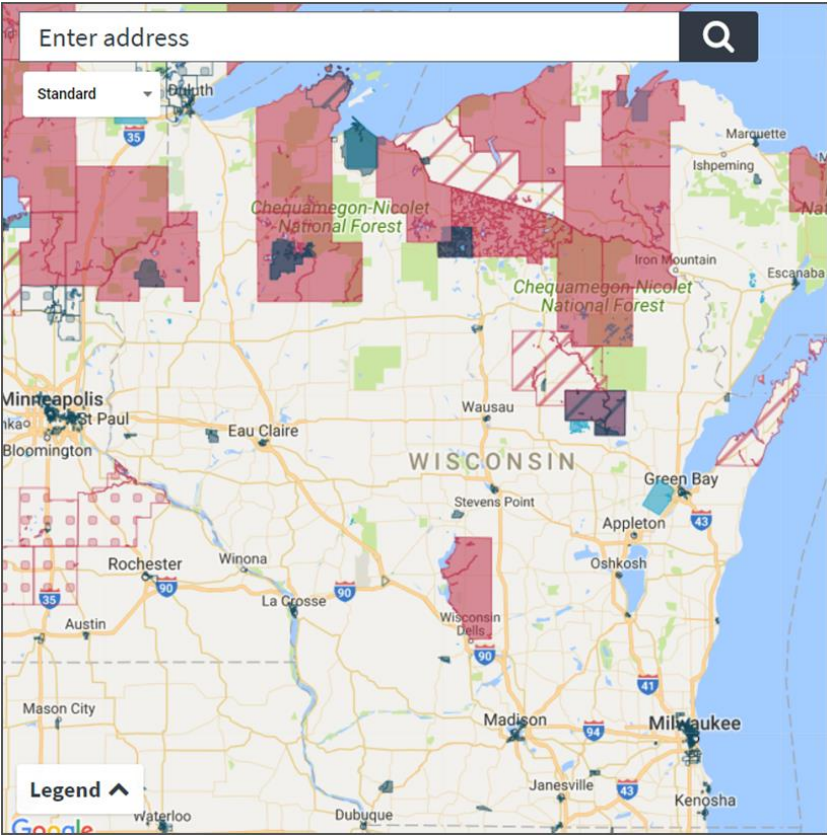 Enter address
Standard
Duluth
35
Marquette
Ishpeming
Chequamegon-Nicolet
National Forest
Iron Mountain
Escanaba
Chequamegon-Nicolet
National Forest
Minneapolis
St Paul
Bloomington
Eau Claire
Wausau
WISCONSIN
Green Bay
Stevens Point
43
Appleton
Rochester
Winona
Oshkosh
90
90
35
La Crosse
Austin
Wisconsin
Dells
90
41
Mason City
Madison
94
Milwaukee
Legend
Janesville
43
Kenosha
Waterloo
Dubuque
Google